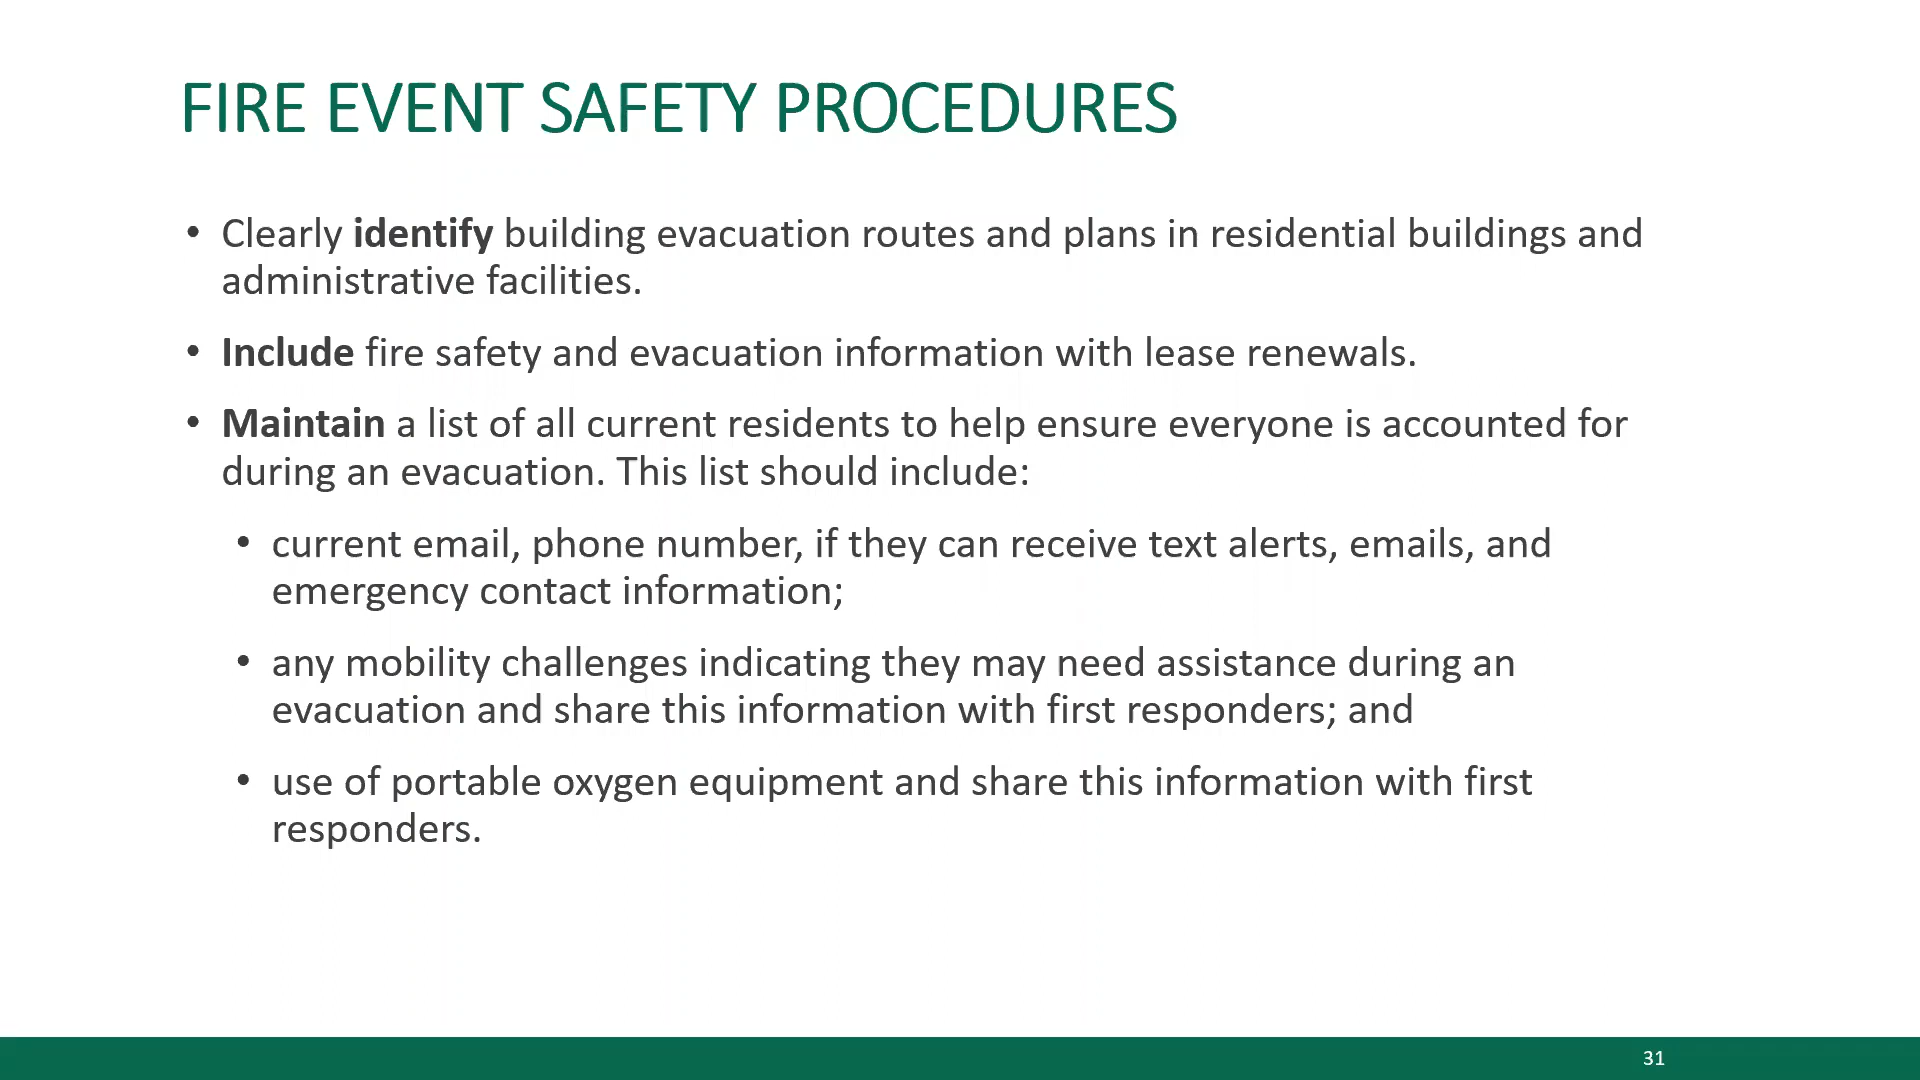 FIRE EVENT SAFETY PROCEDURES
• Clearly identify building evacuation routes and plans in residential buildings and
administrative facilities.
• Include fire safety and evacuation information with lease renewals.
• Maintain a list of all current residents to help ensure everyone is accounted for
during an evacuation. This list should include:
• current email, phone number, if they can receive text alerts, emails, and
emergency contact information;
• any mobility challenges indicating they may need assistance during an
evacuation and share this information with first responders; and
• use of portable oxygen equipment and share this information with first
responders.
31